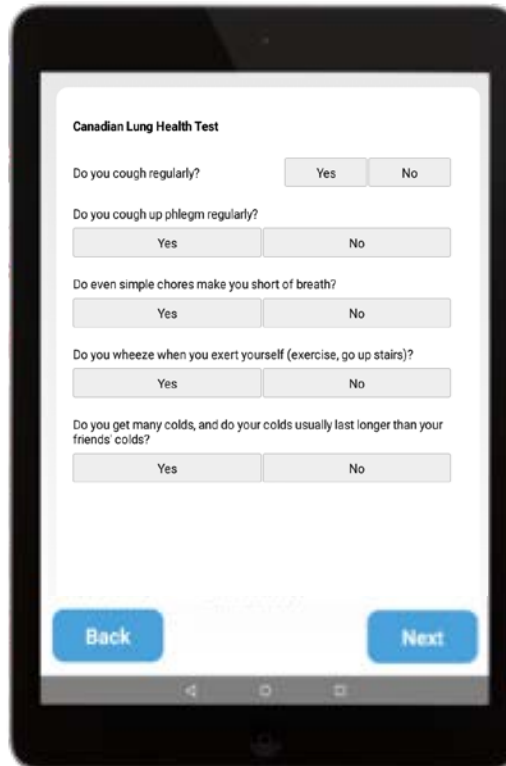 Canadian Lung Health Test
Do you cough regularly? Yes No
Do you cough up phlegm regularly?
Yes No
Do even simple chores make you short of breath?
Yes No
Do you wheeze when you exert yourself (exercise, go up stairs)?
Yes No
Do you get many colds, and do your colds usually last longer than your
friends' colds?
Yes No
Back Next